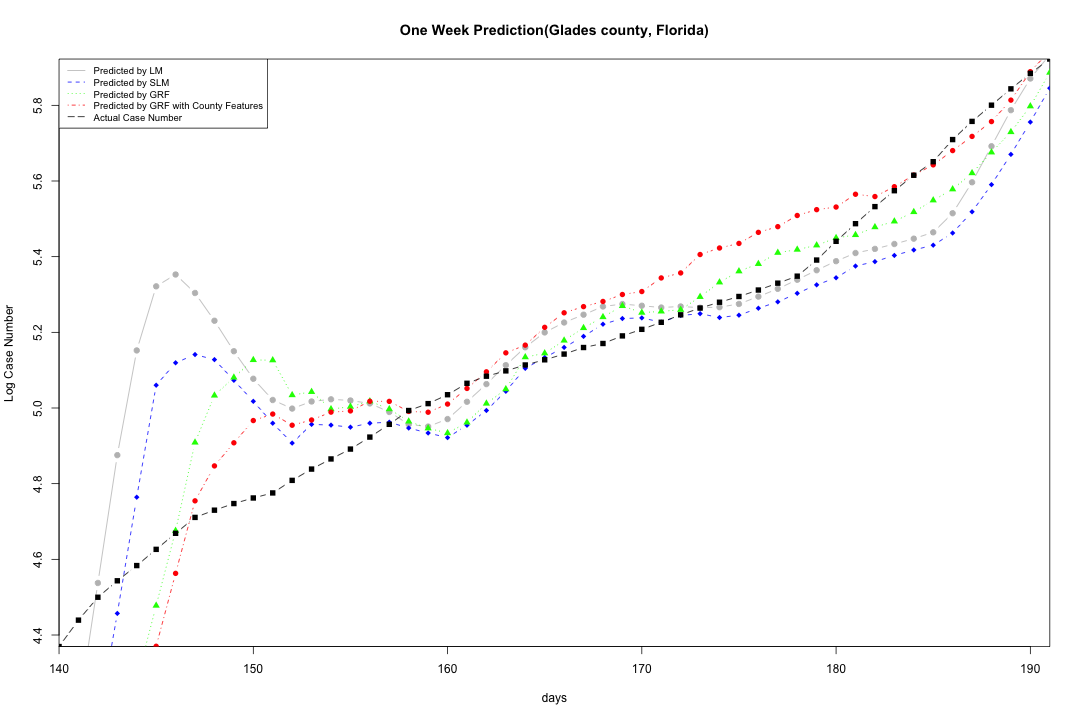 One Week Prediction(Glades county, Florida)
Predicted by LM
Predicted by SLM
Predicted by GRF
Predicted by GRF with County Features
Actual Case Number
Log Case Number
5.8
5.6
5.4
5.2
5.0
4.8
4.6
4.4
140 150 160 170 180 190
days